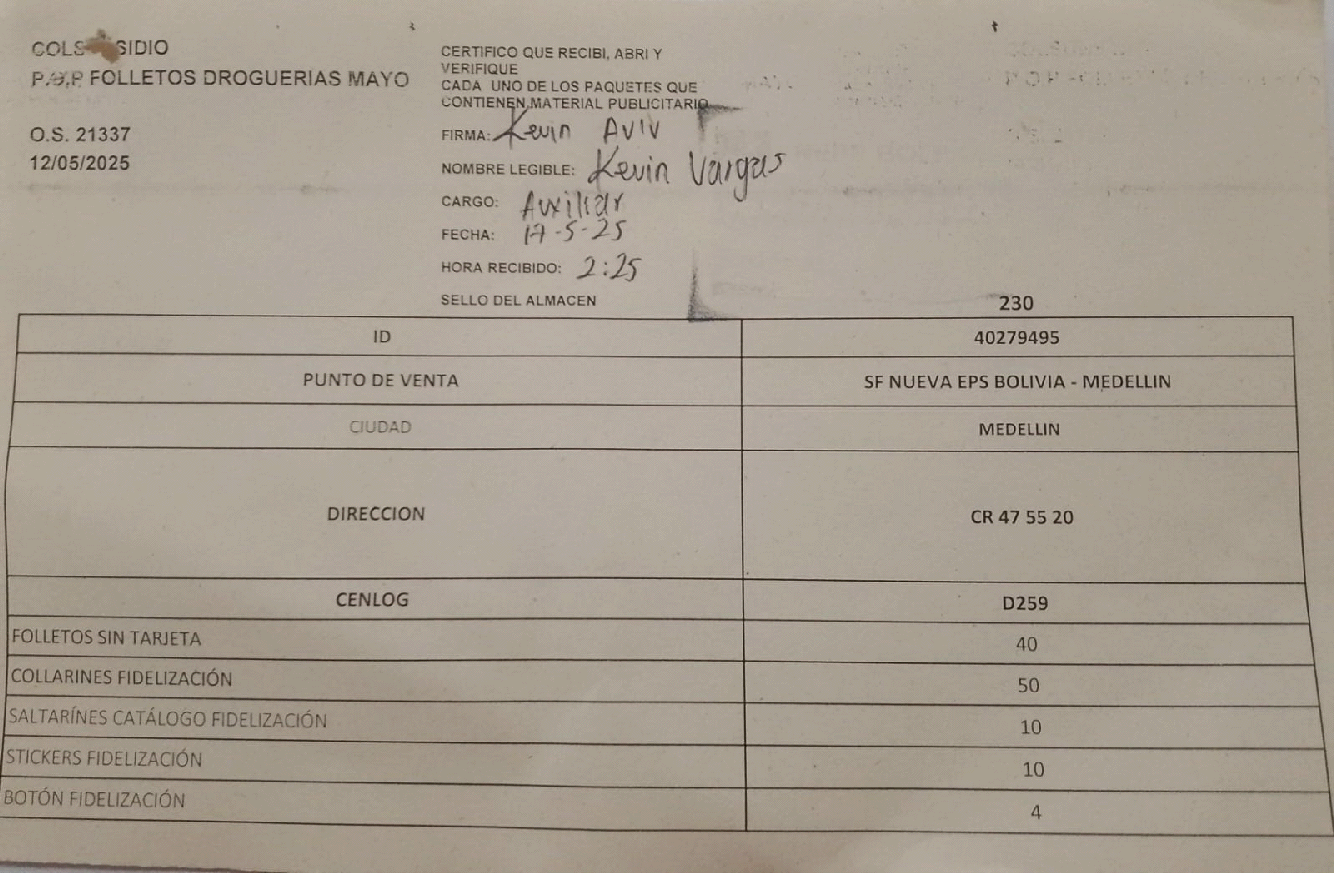 COLS SIDIO
P.O.P FOLLETOS DROGUERIAS MAYO
O.S. 21337
12/05/2025
CERTIFICO QUE RECIBI, ABRI Y
VERIFIQUE
CADA UNO DE LOS PAQUETES QUE
CONTIENEN MATERIAL PUBLICITARIO
FIRMA: Kevin
NOMBRE LEGIBLE: Kevin Vargas
CARGO: Auxiliar
FECHA: 17-5-25
HORA RECIBIDO: 2:25
SELLO DEL ALMACEN
230
ID 40279495
PUNTO DE VENTA SF NUEVA EPS BOLIVIA - MEDELLIN
CIUDAD MEDELLIN
DIRECCION CR 47 55 20
CENLOG D259
FOLLETOS SIN TARJETA 40
COLLARINES FIDELIZACIÓN 50
SALTARÍNES CATÁLOGO FIDELIZACIÓN 10
STICKERS FIDELIZACIÓN 10
BOTÓN FIDELIZACIÓN 4